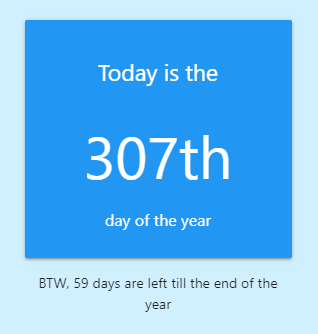 Today is the
307th
day of the year
BTW, 59 days are left till the end of the
year